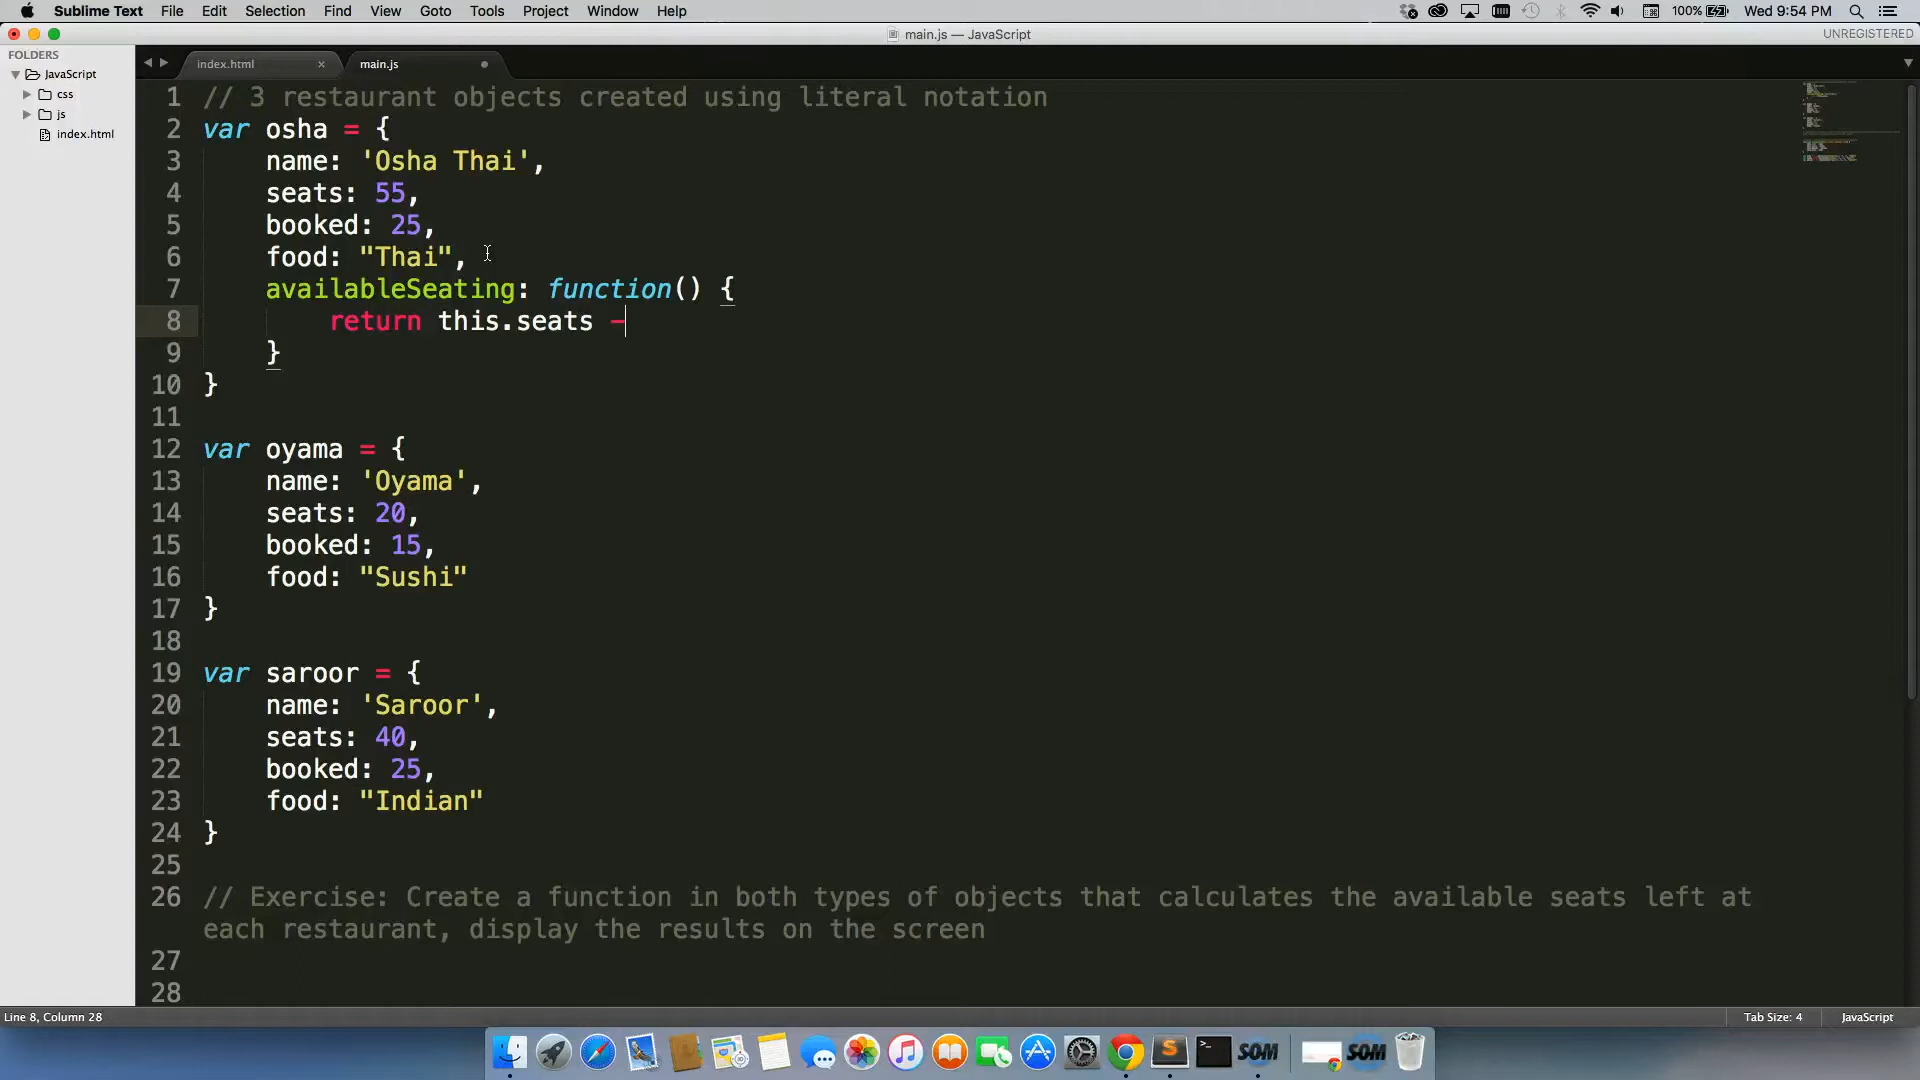 Sublime Text File Edit Selection Find View Goto Tools Project Window Help 100% Wed 9:54 PM
main.js — JavaScript UNREGISTERED
FOLDERS
JavaScript
css
js
index.html
index.html × main.js
1 // 3 restaurant objects created using literal notation
2 var osha = {
3 name: 'Osha Thai',
4 seats: 55,
5 booked: 25,
6 food: "Thai",
7 availableSeating: function() {
8 return this.seats -
9 }
10 }
11
12 var oyama = {
13 name: 'Oyama',
14 seats: 20,
15 booked: 15,
16 food: "Sushi"
17 }
18
19 var saroor = {
20 name: 'Saroor',
21 seats: 40,
22 booked: 25,
23 food: "Indian"
24 }
25
26 // Exercise: Create a function in both types of objects that calculates the available seats left at
each restaurant, display the results on the screen
27
28
Line 8, Column 28 Tab Size: 4 JavaScript
SOM SOM